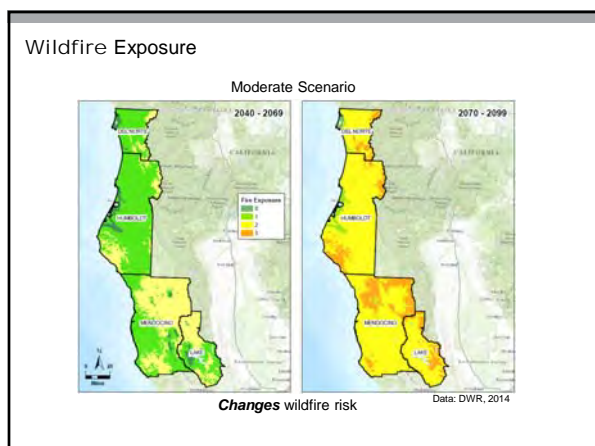 Wildfire Exposure
Moderate Scenario
2040 - 2069
2070 - 2099
DEL NORTE
DEL NORTE
CALIFORNIA
CALIFORNIA
Fire Exposure
0
1
2
3
HUMBOLDT
HUMBOLDT
MENDOCINO
MENDOCINO
LAKE
LAKE
N
Miles
Changes wildfire risk
Data: DWR, 2014